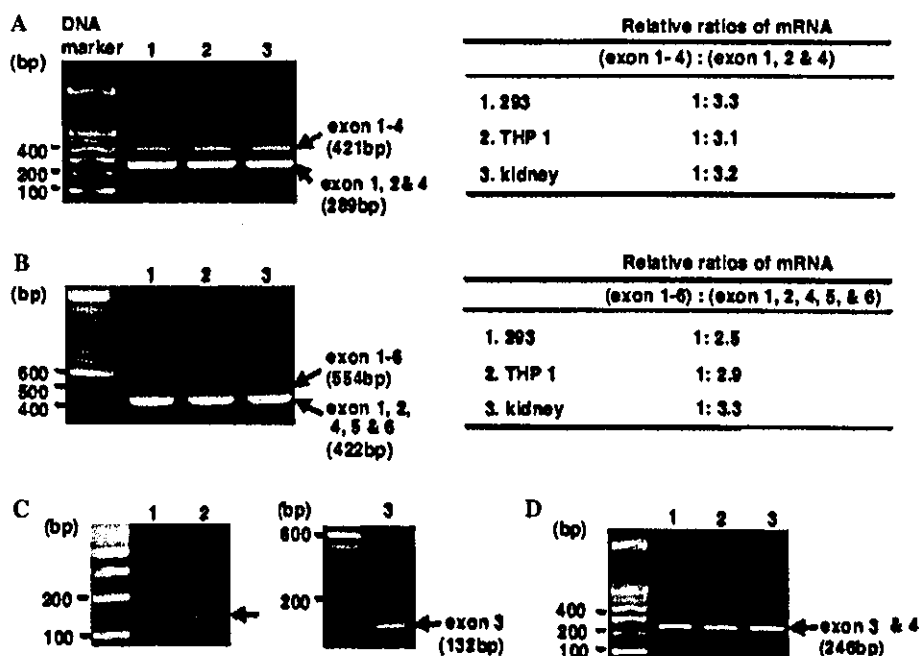 A
DNA marker
1 2 3
(bp)
400
200
100
exon 1-4
(421bp)
exon 1, 2& 4
(289bp)
Relative ratios of mRNA
(exon 1- 4) : (exon 1, 2 & 4)
1. 293 1: 3.3
2. THP 1 1: 3.1
3. kidney 1: 3.2
B
(bp)
1 2 3
600
500
400
exon 1-6
(554bp)
exon 1, 2,
4, 5 & 6
(422bp)
Relative ratios of mRNA
(exon 1-6) : (exon 1, 2, 4, 5, & 6)
1. 293 1: 2.5
2. THP 1 1: 2.9
3. kidney 1: 3.3
C
(bp)
1 2
200
100
(bp)
3
600
200
exon 3
(132bp)
D
(bp)
1 2 3
400
200
100
exon 3 & 4
(246bp)